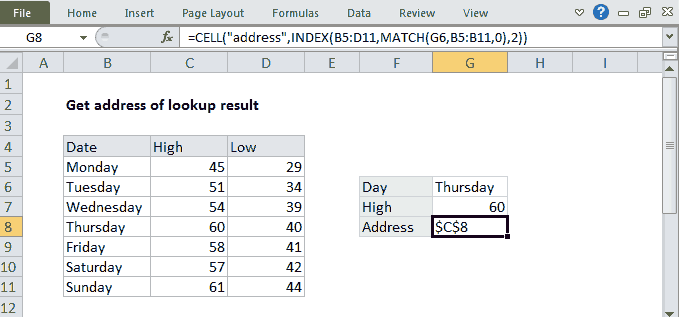 File Home Insert Page Layout Formulas Data Review View ?
G8 fx =CELL("address",INDEX(B5:D11,MATCH(G6,B5:B11,0),2))
A B C D E F G H I
1
2 Get address of lookup result
3
4 Date High Low
5 Monday 45 29
6 Tuesday 51 34 Day Thursday
7 Wednesday 54 39 High 60
8 Thursday 60 40 Address $C$8
9 Friday 58 41
10 Saturday 57 42
11 Sunday 61 44
12